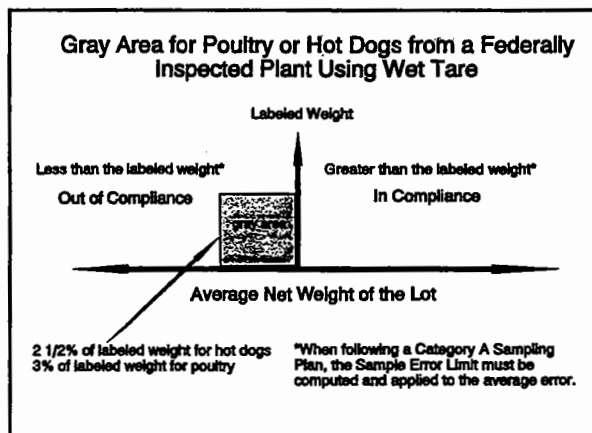 Gray Area for Poultry or Hot Dogs from a Federally
Inspected Plant Using Wet Tare
Labeled Weight
Less than the labeled weight*
Greater than the labeled weight*
Out of Compliance
In Compliance
gray area
Average Net Weight of the Lot
2 1/2% of labeled weight for hot dogs
3% of labeled weight for poultry
*When following a Category A Sampling
Plan, the Sample Error Limit must be
computed and applied to the average error.